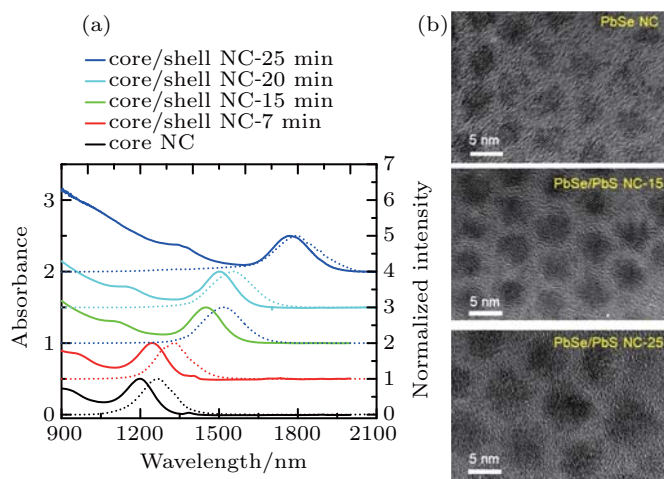 (a)
core/shell NC-25 min
core/shell NC-20 min
core/shell NC-15 min
core/shell NC-7 min
core NC
Absorbance
3
2
1
0
7
6
5
4
3
2
1
0
Normalized intensity
900 1200 1500 1800 2100
Wavelength/nm
(b)
PbSe NC
5 nm
PbSe/PbS NC-15
5 nm
PbSe/PbS NC-25
5 nm